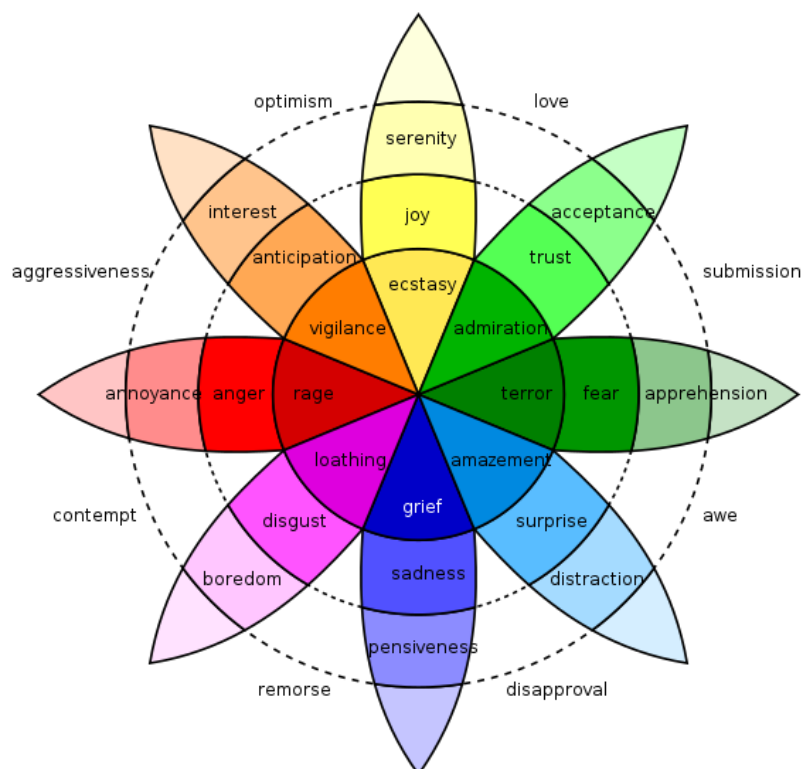 optimism
love
serenity
interest
acceptance
joy
anticipation
trust
aggressiveness
submission
ecstasy
vigilance
admiration
annoyance
anger
rage
terror
fear
apprehension
loathing
amazement
grief
contempt
disgust
surprise
awe
boredom
sadness
distraction
pensiveness
remorse
disapproval